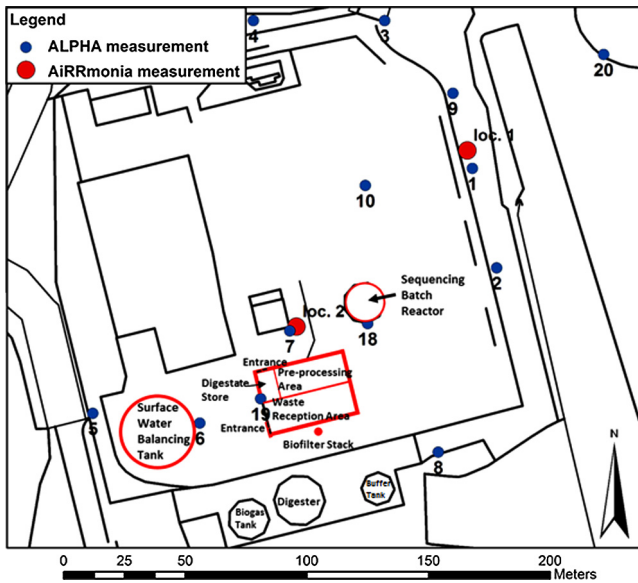 Legend
ALPHA measurement
AiRRmonia measurement
4
3
20
9
loc. 1
1
10
2
Sequencing
Batch
Reactor
loc. 2
7
18
Entrance
Pre-processing
Area
Digestate
Store
19
Waste
Reception Area
Entrance
Biofilter Stack
5
Surface
Water
Balancing
Tank
6
8
Biogas
Tank
Digester
Buffer
Tank
N
0 25 50 100 150 200
Meters